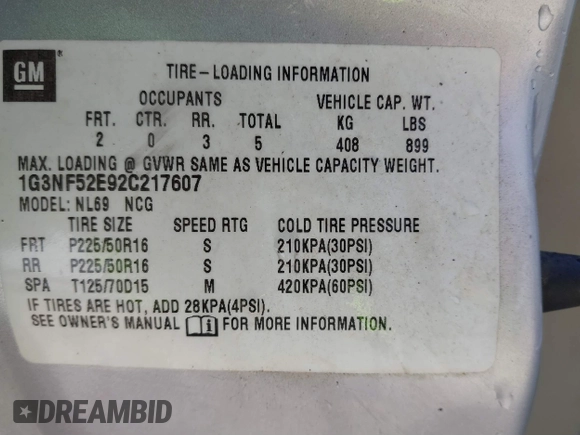 GM
TIRE-LOADING INFORMATION
OCCUPANTS VEHICLE CAP. WT.
FRT. CTR. RR. TOTAL KG LBS
2 0 3 5 408 899
MAX. LOADING @ GVWR SAME AS VEHICLE CAPACITY WEIGHT.
1G3NF52E92C217607
MODEL: NL69 NCG
TIRE SIZE SPEED RTG COLD TIRE PRESSURE
FRT P225/50R16 S 210KPA(30PSI)
RR P225/50R16 S 210KPA(30PSI)
SPA T125/70D15 M 420KPA(60PSI)
IF TIRES ARE HOT, ADD 28KPA(4PSI).
SEE OWNER'S MANUAL FOR MORE INFORMATION.
DREAMBID